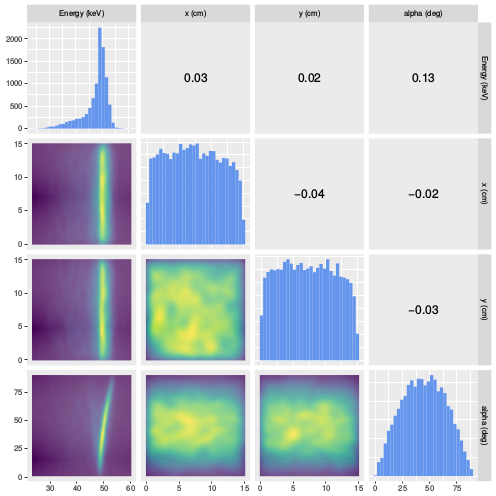 Energy (keV) x (cm) y (cm) alpha (deg)
2000
1500
1000
500
0
0.03 0.02 0.13
Energy (keV)
15
10
5
0
−0.04 −0.02
x (cm)
15
10
5
0
−0.03
y (cm)
75
50
25
0
alpha (deg)
30 40 50 60 0 5 10 15 0 5 10 15 0 25 50 75